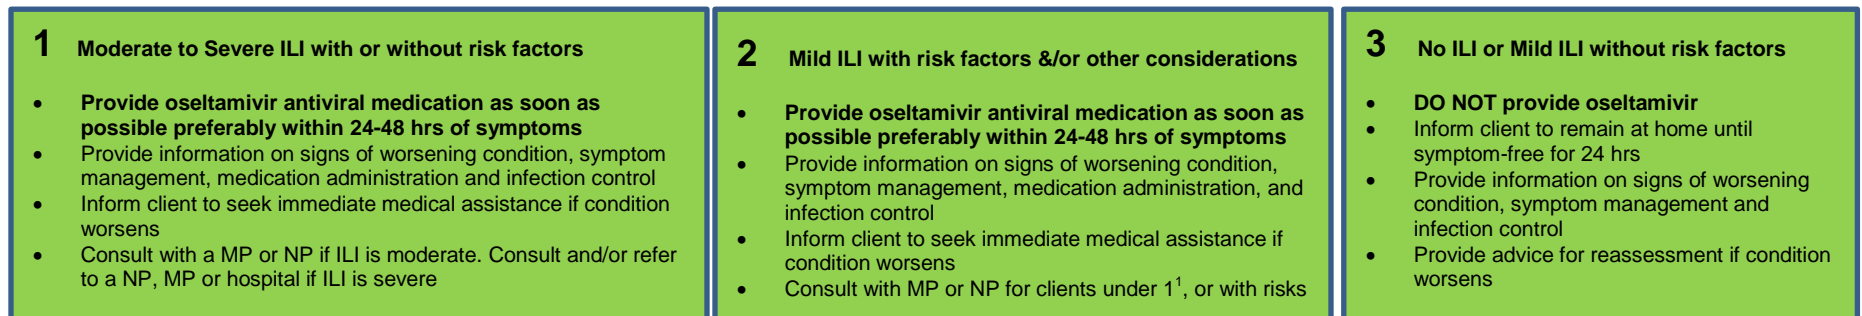 1 Moderate to Severe ILI with or without risk factors
• Provide oseltamivir antiviral medication as soon as
possible preferably within 24-48 hrs of symptoms
• Provide information on signs of worsening condition, symptom
management, medication administration and infection control
• Inform client to seek immediate medical assistance if condition
worsens
• Consult with a MP or NP if ILI is moderate. Consult and/or refer
to a NP, MP or hospital if ILI is severe
2 Mild ILI with risk factors &/or other considerations
• Provide oseltamivir antiviral medication as soon as
possible preferably within 24-48 hrs of symptoms
• Provide information on signs of worsening condition,
symptom management, medication administration, and
infection control
• Inform client to seek immediate medical assistance if
condition worsens
• Consult with MP or NP for clients under 1¹, or with risks
3 No ILI or Mild ILI without risk factors
• DO NOT provide oseltamivir
• Inform client to remain at home until
symptom-free for 24 hrs
• Provide information on signs of worsening
condition, symptom management and
infection control
• Provide advice for reassessment if condition
worsens